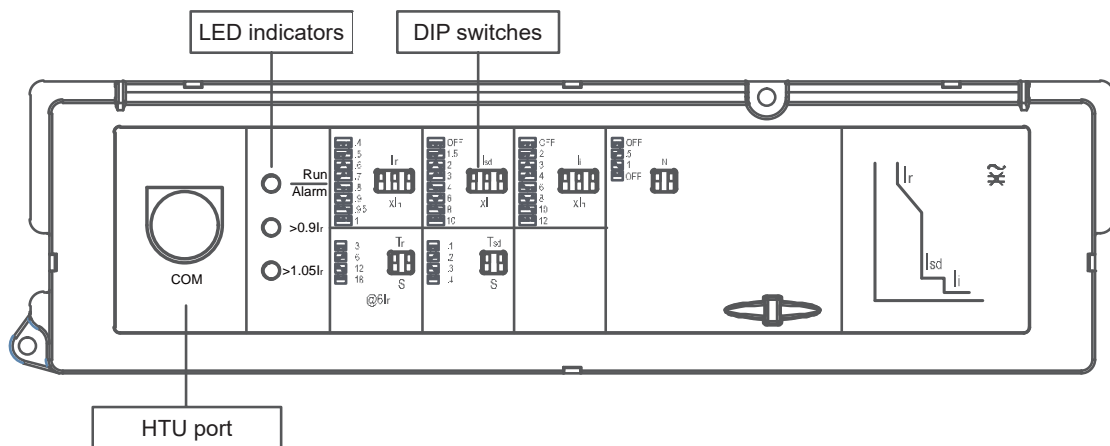 LED indicators
DIP switches
.4
.5
.6
.7
.8
.9
.95
1
Ir
xIn
OFF
1.5
2
3
4
6
8
10
Isd
xI
OFF
2
3
4
6
8
10
12
Ii
xIn
OFF
.5
1
OFF
N
Run
Alarm
>0.9Ir
>1.05Ir
COM
3
6
12
18
Tr
S
@6Ir
.1
.2
.3
.4
Tsd
S
Ir
Isd
Ii
HTU port